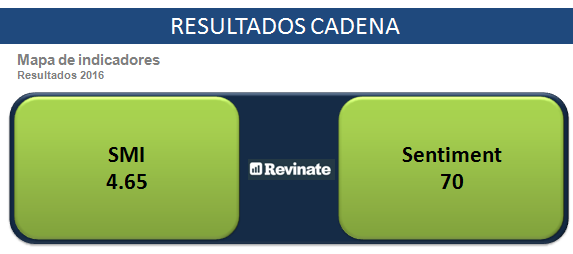 RESULTADOS CADENA
Mapa de indicadores
Resultados 2016
SMI
4.65
Revinate
Sentiment
70